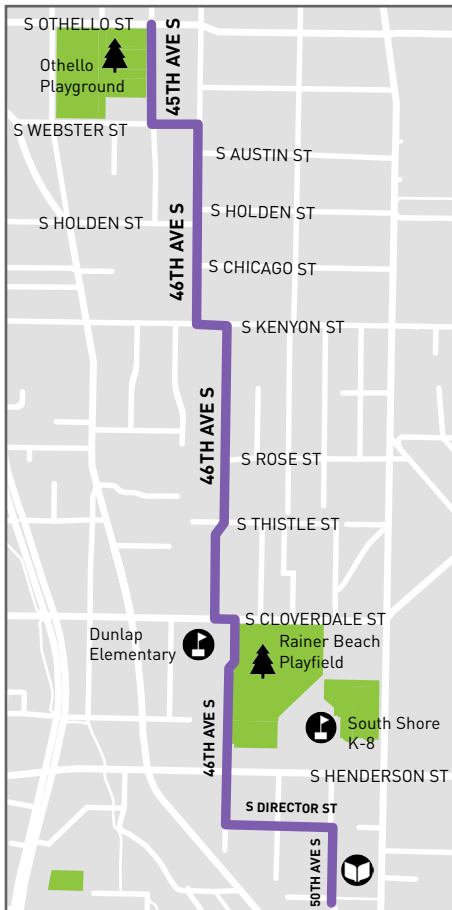 S OTHELLO ST
45TH AVE S
Othello
Playground
S WEBSTER ST
S AUSTIN ST
S HOLDEN ST
S HOLDEN ST
46TH AVE S
S CHICAGO ST
S KENYON ST
46TH AVE S
S ROSE ST
S THISTLE ST
S CLOVERDALE ST
Dunlap
Elementary
Rainer Beach
Playfield
46TH AVE S
South Shore
K-8
S HENDERSON ST
S DIRECTOR ST
50TH AVE S